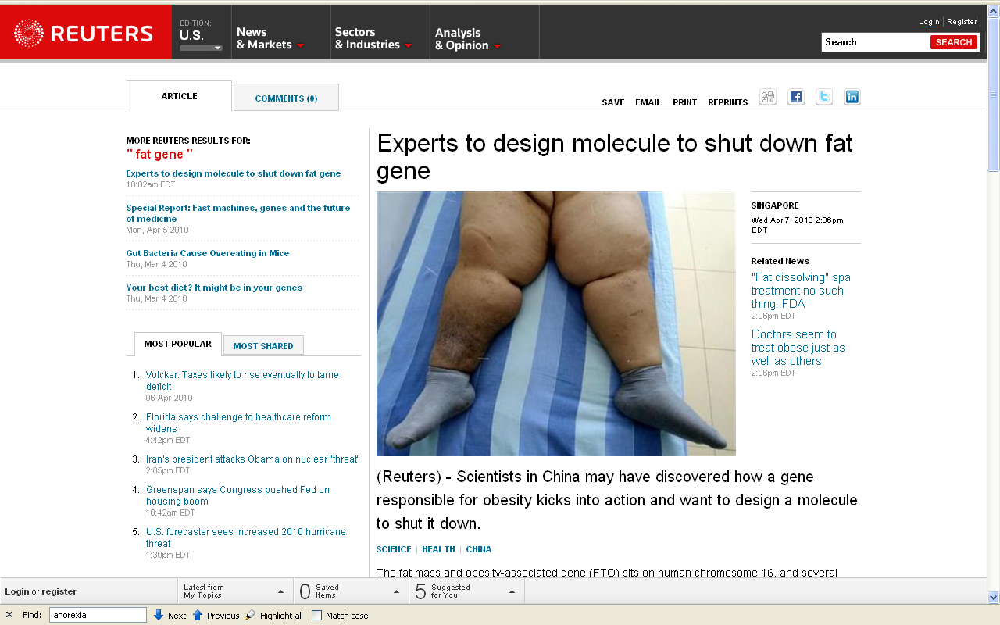 REUTERS
EDITION:
U.S.
News
& Markets
Sectors
& Industries
Analysis
& Opinion
Login
Register
Search
SEARCH
ARTICLE
COMMENTS (0)
SAVE
EMAIL
PRINT
REPRINTS
MORE REUTERS RESULTS FOR:
" fat gene "
Experts to design molecule to shut down fat gene
10:02am EDT
Special Report: Fast machines, genes and the future
of medicine
Mon, Apr 5 2010
Gut Bacteria Cause Overeating in Mice
Thu, Mar 4 2010
Your best diet? It might be in your genes
Thu, Mar 4 2010
MOST POPULAR
MOST SHARED
1. Volcker: Taxes likely to rise eventually to tame
deficit
06 Apr 2010
2. Florida says challenge to healthcare reform
widens
4:42pm EDT
3. Iran's president attacks Obama on nuclear "threat"
2:05pm EDT
4. Greenspan says Congress pushed Fed on
housing boom
10:42am EDT
5. U.S. forecaster sees increased 2010 hurricane
threat
1:30pm EDT
Experts to design molecule to shut down fat
gene
SINGAPORE
Wed Apr 7, 2010 2:06pm
EDT
Related News
"Fat dissolving" spa
treatment no such
thing: FDA
2:06pm EDT
Doctors seem to
treat obese just as
well as others
2:06pm EDT
(Reuters) - Scientists in China may have discovered how a gene
responsible for obesity kicks into action and want to design a molecule
to shut it down.
SCIENCE | HEALTH | CHINA
The fat mass and obesity-associated gene (FTO) sits on human chromosome 16, and several
Login or register
Latest from
My Topics
0 Saved
Items
5 Suggested
for You
Find:
anorexia
Next
Previous
Highlight all
Match case